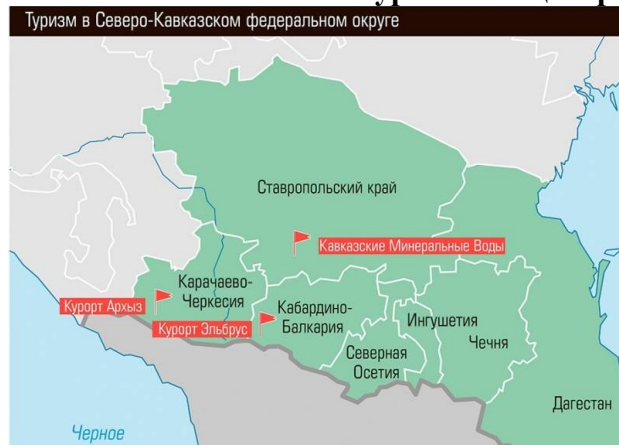 Туризм в Северо-Кавказском федеральном округе
Ставропольский край
Кавказские Минеральные Воды
Карачаево-
Черкесия
Курорт Архыз
Курорт Эльбрус
Кабардино-
Балкария
Ингушетия
Чечня
Северная
Осетия
Дагестан
Черное